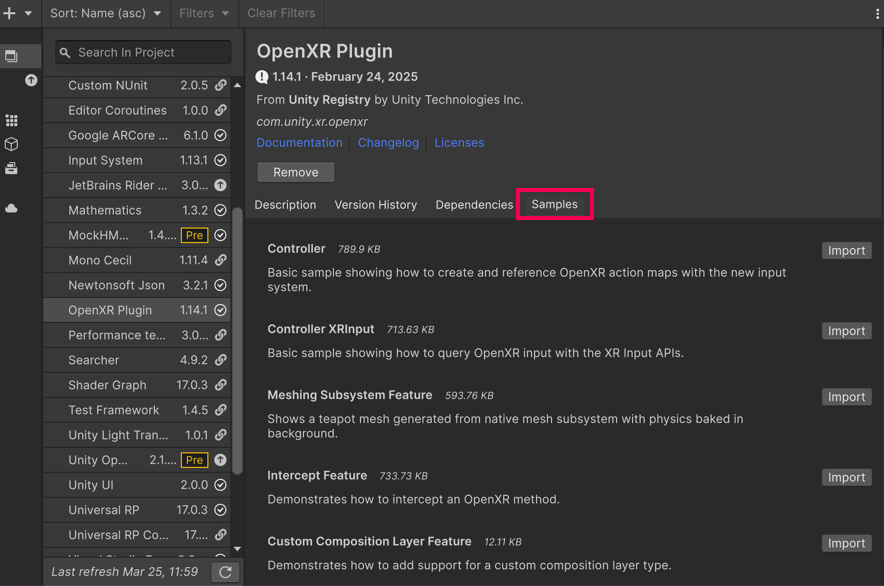 Sort: Name (asc)
Filters
Clear Filters
Search In Project
Custom NUnit 2.0.5
Editor Coroutines 1.0.0
Google ARCore ... 6.1.0
Input System 1.13.1
JetBrains Rider ... 3.0...
Mathematics 1.3.2
MockHM... 1.4.... Pre
Mono Cecil 1.11.4
Newtonsoft Json 3.2.1
OpenXR Plugin 1.14.1
Performance te... 3.0...
Searcher 4.9.2
Shader Graph 17.0.3
Test Framework 1.4.5
Unity Light Tran... 1.0.1
Unity Op... 2.1.... Pre
Unity UI 2.0.0
Universal RP 17.0.3
Universal RP Co... 17....
Last refresh Mar 25, 11:59
OpenXR Plugin
1.14.1 · February 24, 2025
From Unity Registry by Unity Technologies Inc.
com.unity.xr.openxr
Documentation Changelog Licenses
Remove
Description Version History Dependencies Samples
Controller 789.9 KB Import
Basic sample showing how to create and reference OpenXR action maps with the new input
system.
Controller XRInput 713.63 KB Import
Basic sample showing how to query OpenXR input with the XR Input APIs.
Meshing Subsystem Feature 593.76 KB Import
Shows a teapot mesh generated from native mesh subsystem with physics baked in
background.
Intercept Feature 733.73 KB Import
Demonstrates how to intercept an OpenXR method.
Custom Composition Layer Feature 12.11 KB Import
Demonstrates how to add support for a custom composition layer type.